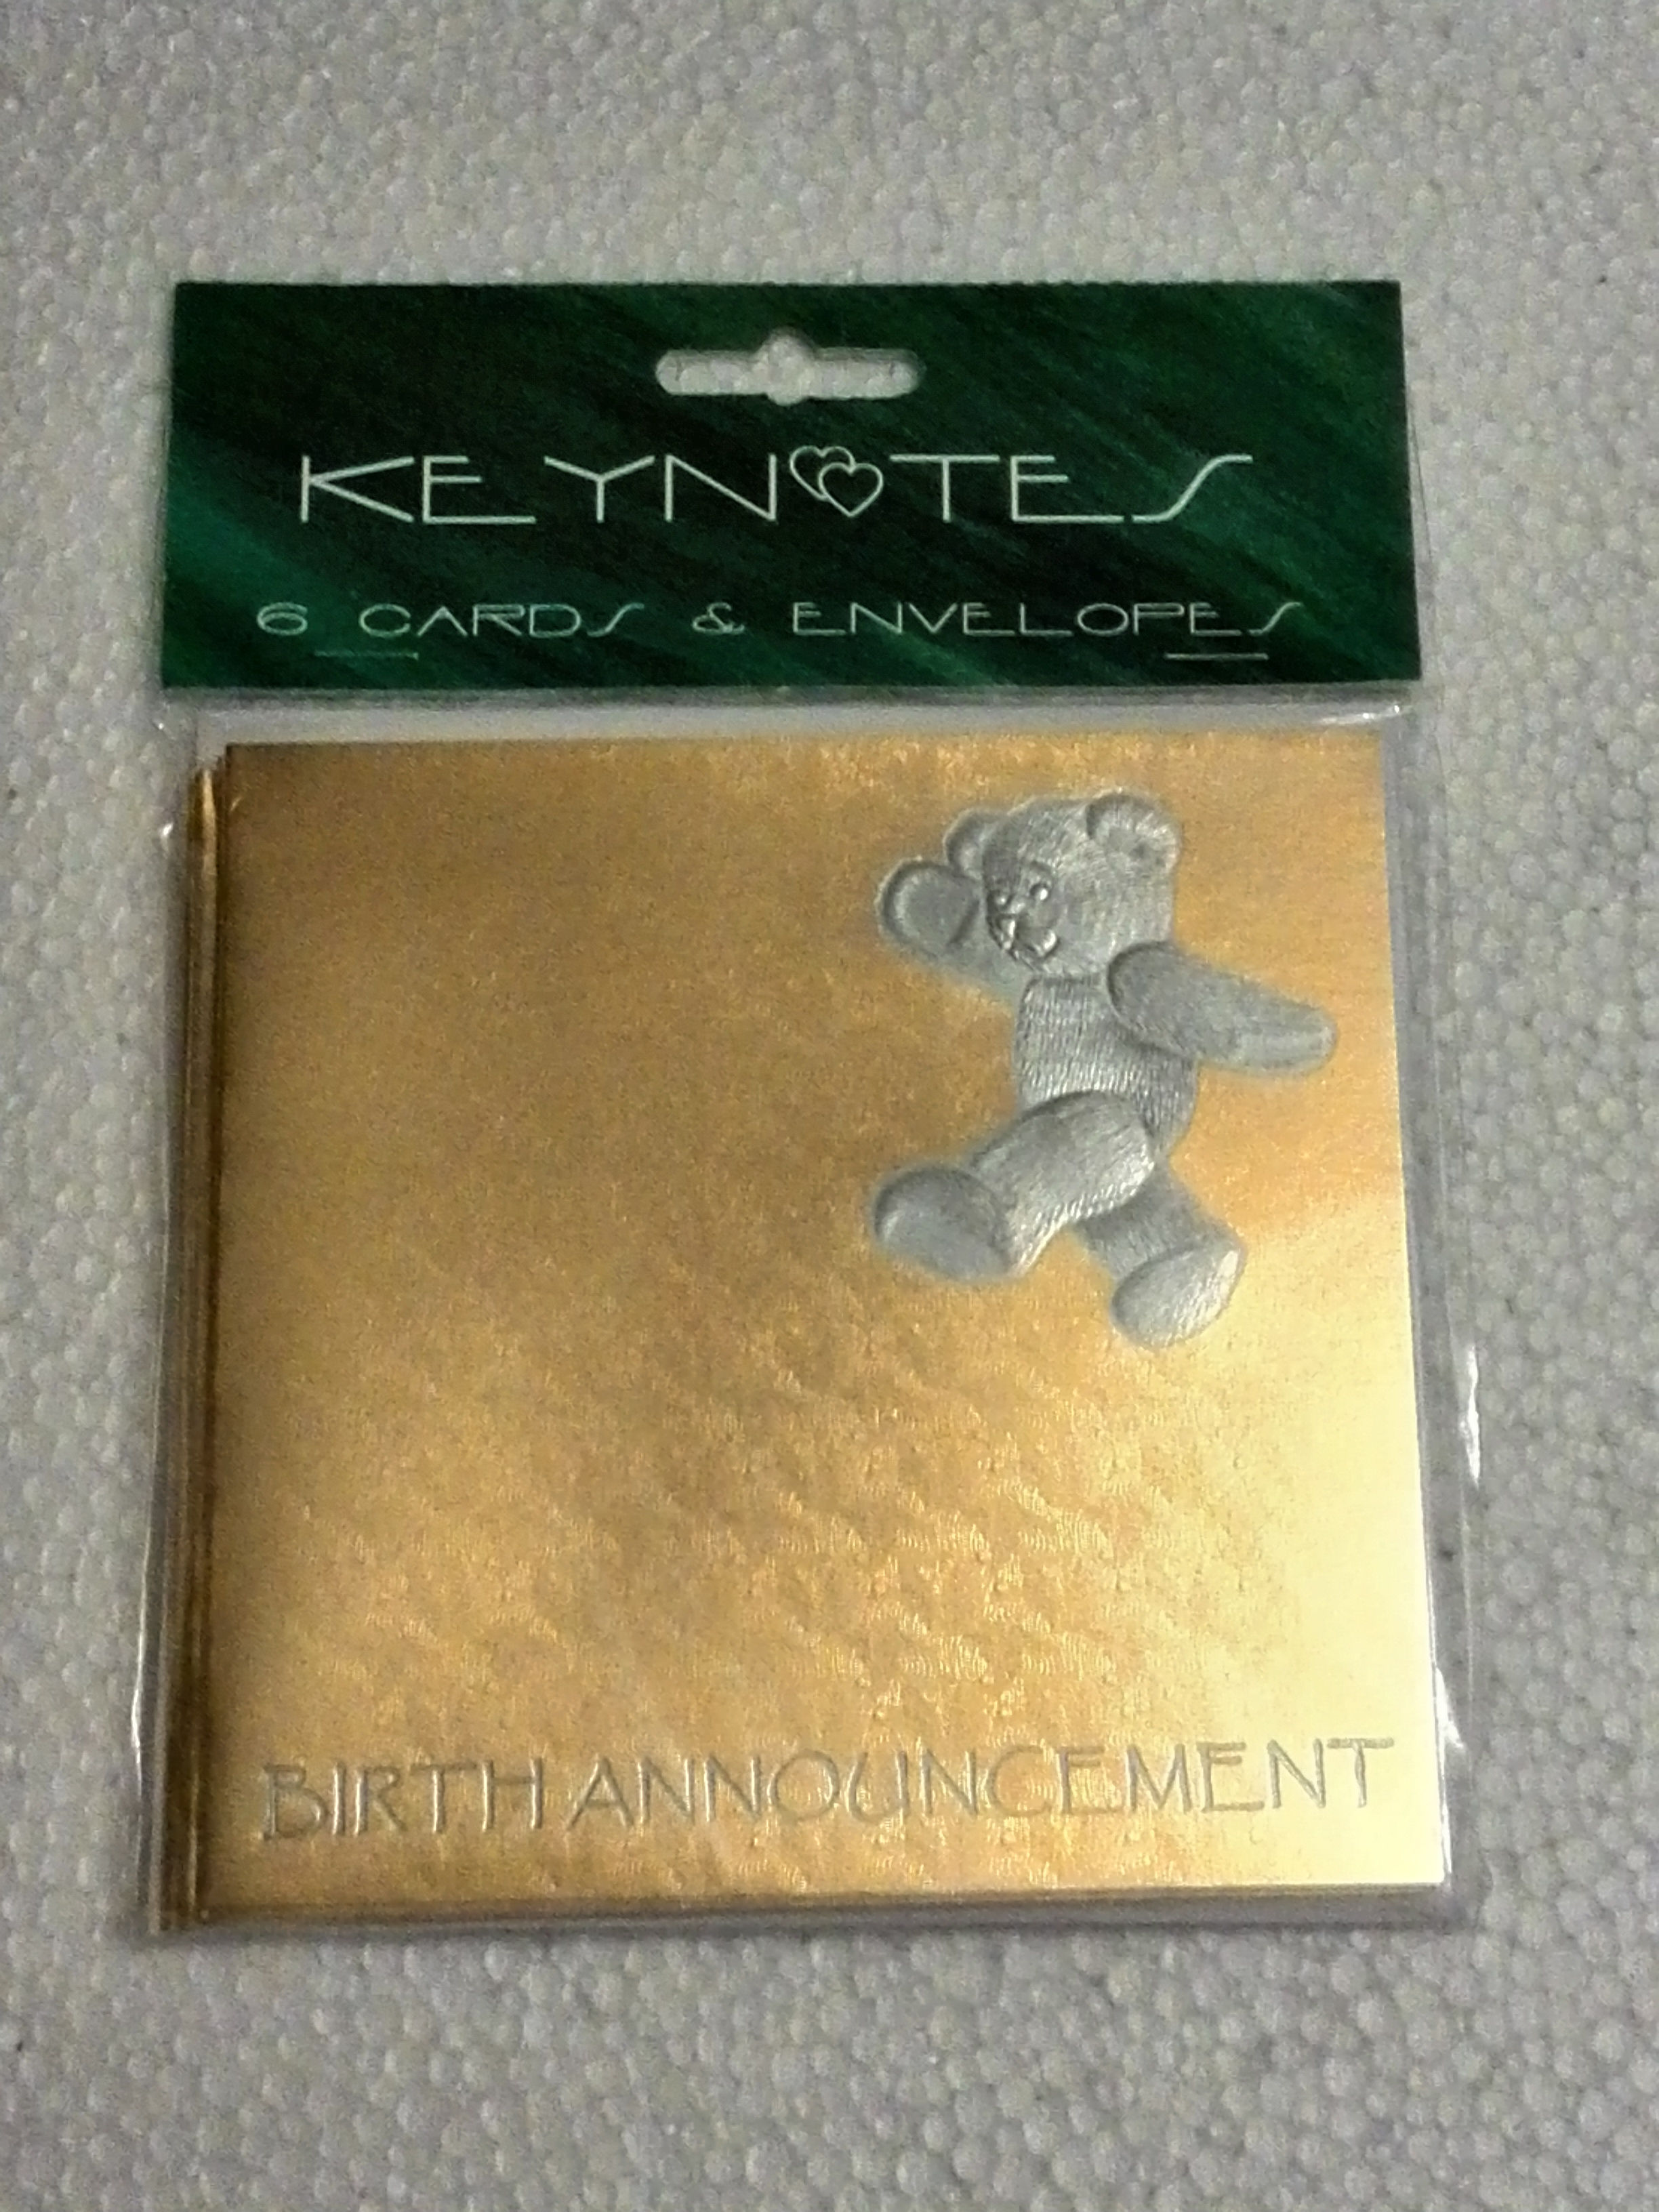 KEYNOTES
6 CARDS & ENVELOPES
BIRTH ANNOUNCEMENT